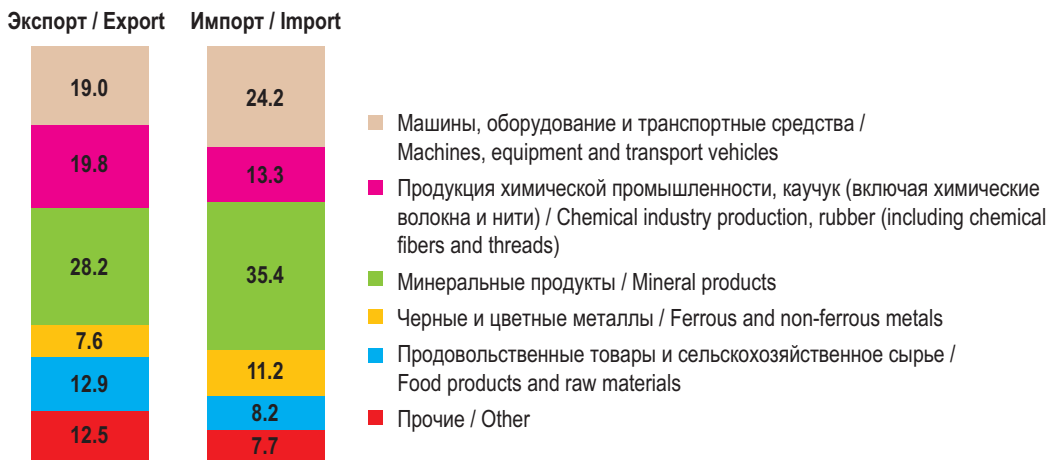 Экспорт / Export
Импорт / Import
19.0
19.8
28.2
7.6
12.9
12.5
24.2
13.3
35.4
11.2
8.2
7.7
Машины, оборудование и транспортные средства /
Machines, equipment and transport vehicles
Продукция химической промышленности, каучук (включая химические
волокна и нити) / Chemical industry production, rubber (including chemical
fibers and threads)
Минеральные продукты / Mineral products
Черные и цветные металлы / Ferrous and non-ferrous metals
Продовольственные товары и сельскохозяйственное сырье /
Food products and raw materials
Прочие / Other